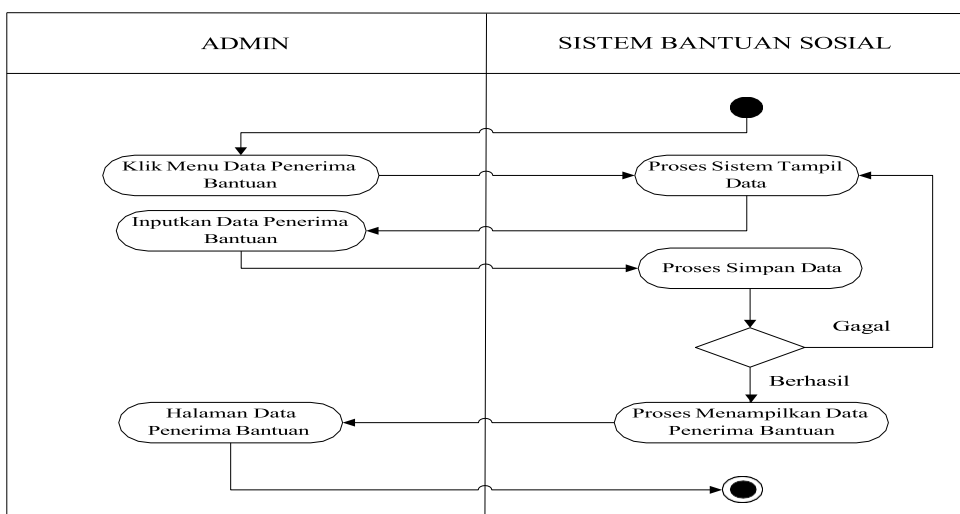 ADMIN
SISTEM BANTUAN SOSIAL
Klik Menu Data Penerima
Bantuan
Proses Sistem Tampil
Data
Inputkan Data Penerima
Bantuan
Proses Simpan Data
Gagal
Berhasil
Proses Menampilkan Data
Penerima Bantuan
Halaman Data
Penerima Bantuan